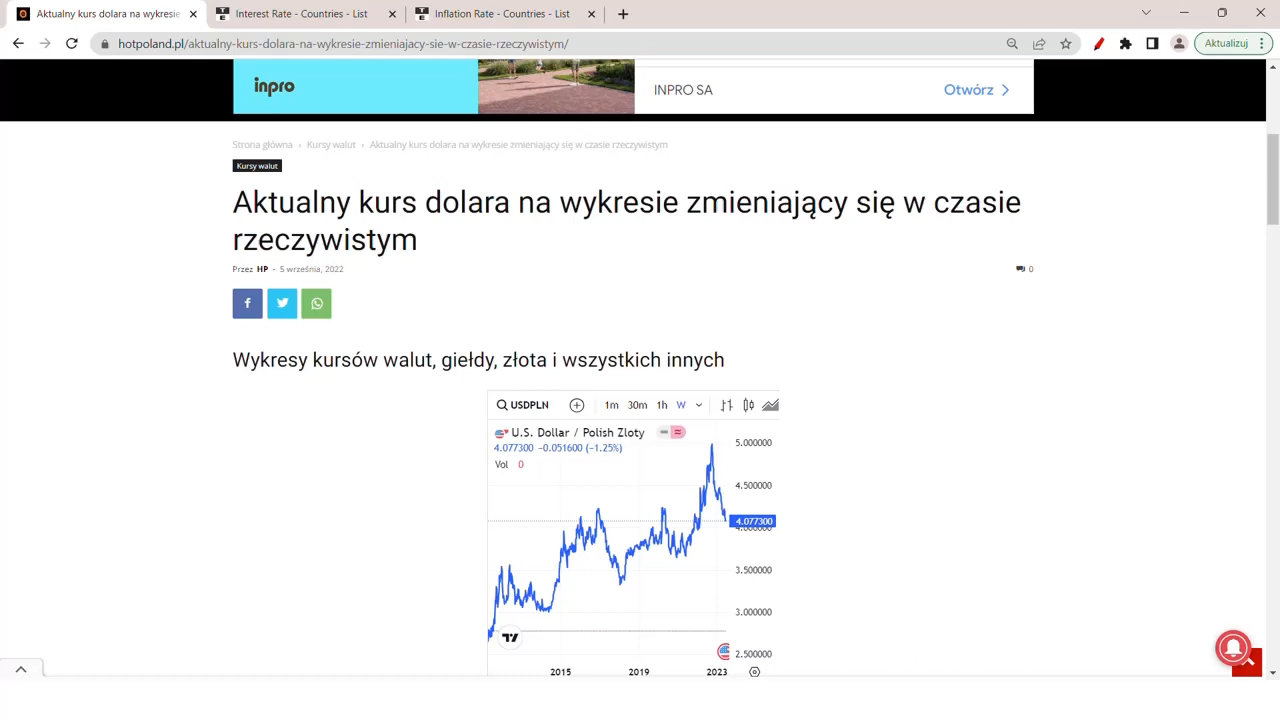 Aktualny kurs dolara na wykresie
Interest Rate - Countries - List
Inflation Rate - Countries - List
hotpoland.pl/aktualny-kurs-dolara-na-wykresie-zmieniajacy-sie-w-czasie-rzeczywistym/
Aktualizuj
inpro
INPRO SA
Otwórz
Strona główna › Kursy walut › Aktualny kurs dolara na wykresie zmieniający się w czasie rzeczywistym
Kursy walut
Aktualny kurs dolara na wykresie zmieniający się w czasie
rzeczywistym
Przez HP - 5 września, 2022
0
Wykresy kursów walut, giełdy, złota i wszystkich innych
USDPLN 1m 30m 1h W
U.S. Dollar / Polish Zloty
4.077300 −0.051600 (−1.25%)
Vol 0
5.000000
4.500000
4.077300
4.000000
3.500000
3.000000
2.500000
2015 2019 2023